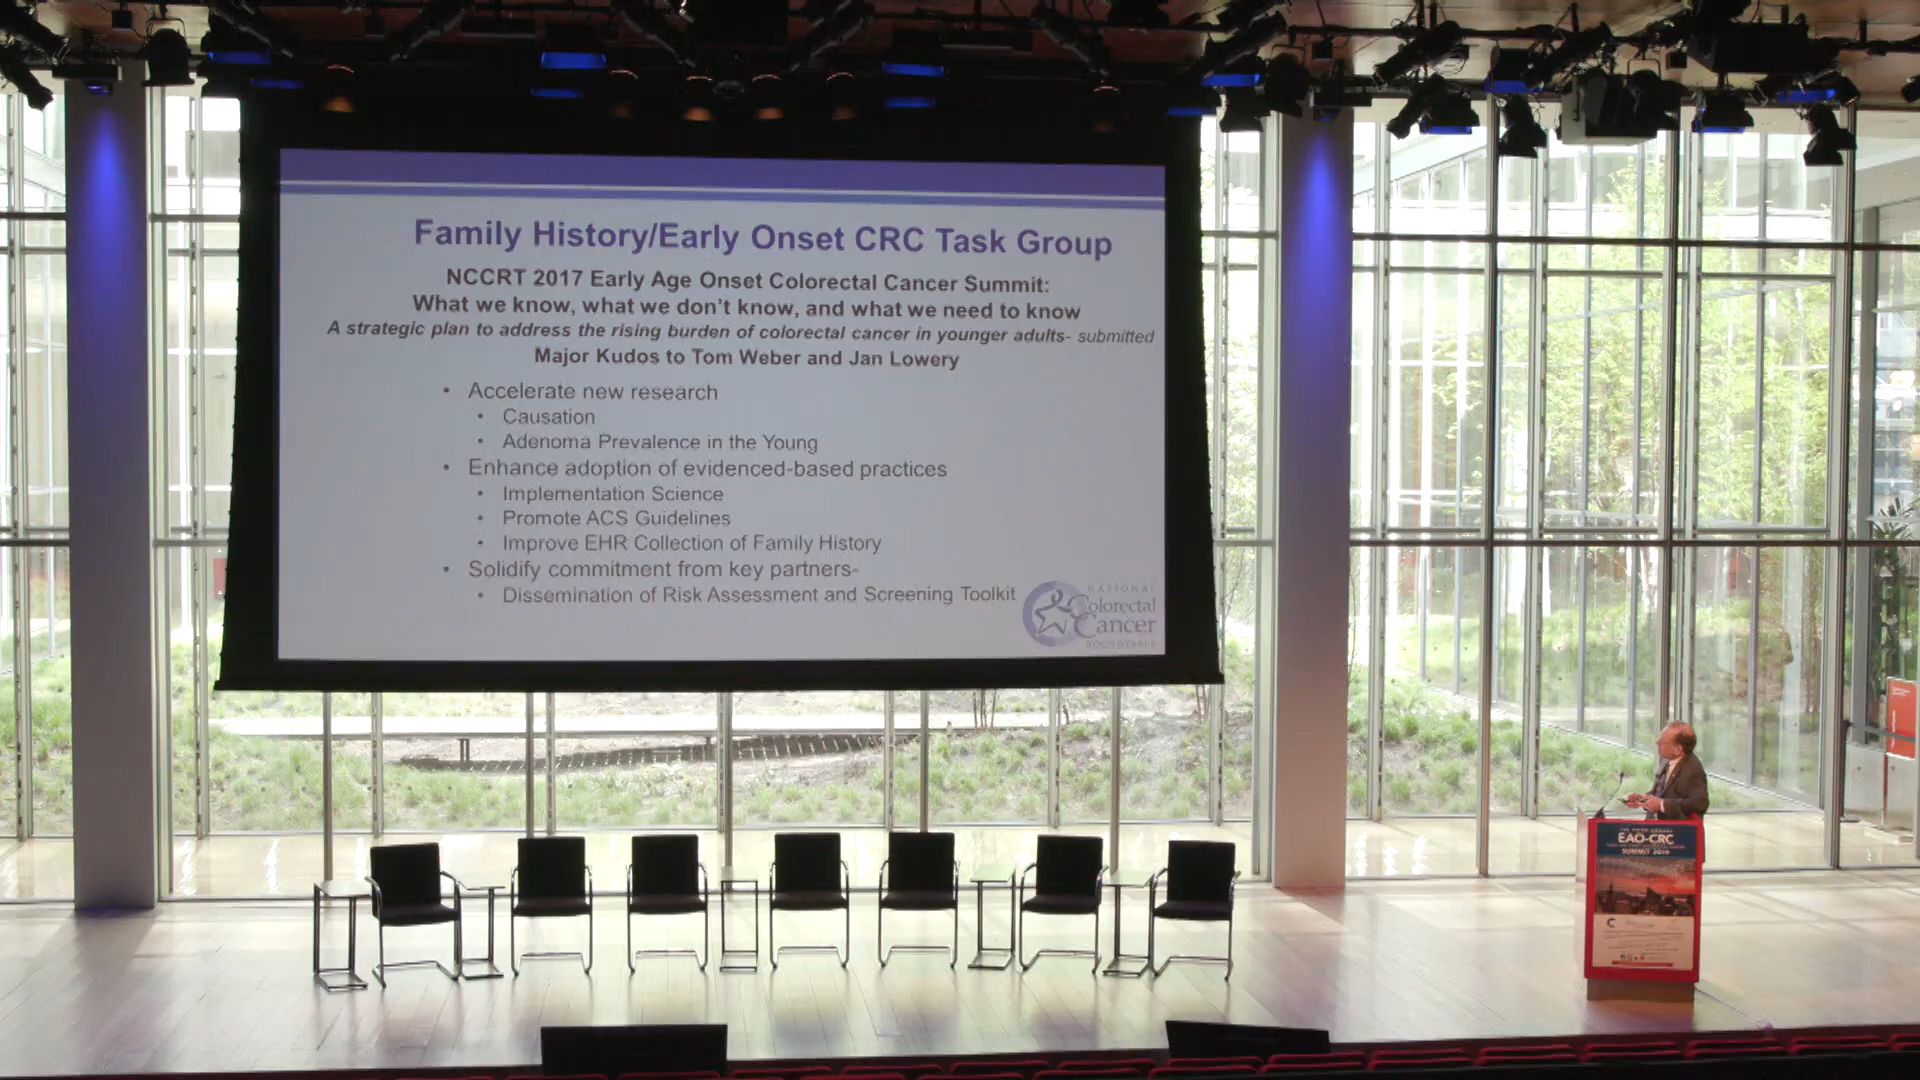 Family History/Early Onset CRC Task Group
NCCRT 2017 Early Age Onset Colorectal Cancer Summit:
What we know, what we don't know, and what we need to know
A strategic plan to address the rising burden of colorectal cancer in younger adults- submitted
Major Kudos to Tom Weber and Jan Lowery
• Accelerate new research
• Causation
• Adenoma Prevalence in the Young
• Enhance adoption of evidenced-based practices
• Implementation Science
• Promote ACS Guidelines
• Improve EHR Collection of Family History
• Solidify commitment from key partners-
• Dissemination of Risk Assessment and Screening Toolkit
NATIONAL
Colorectal
Cancer
ROUNDTABLE
EAO-CRC
SUMMIT 2019